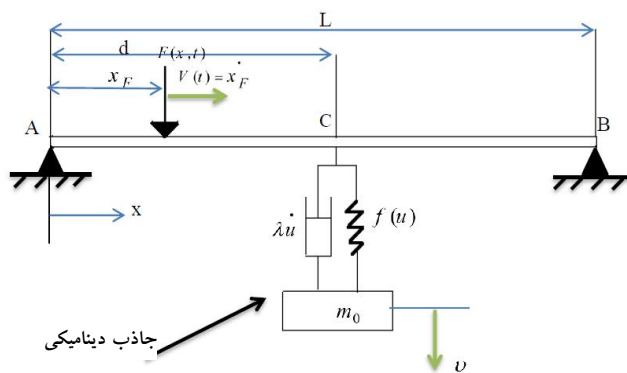 L
d
F(x,t)
x_F
V(t) = ẋ_F
A
C
B
x
λu̇
f(u)
m₀
جاذب دینامیکی
υ